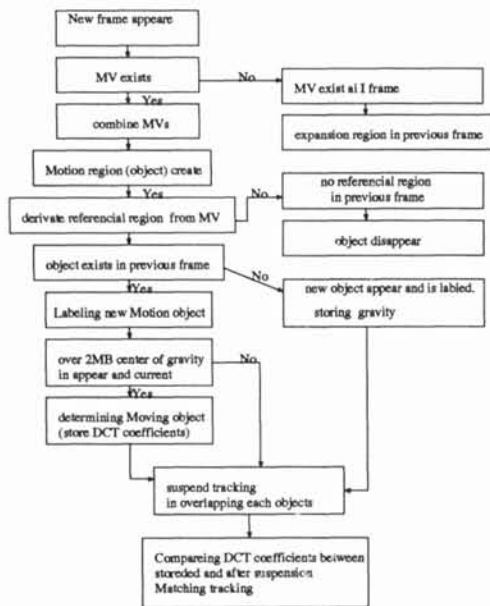 New frame appeare
MV exists
No
MV exist ai I frame
Yes
combine MVs
expansion region in previous frame
Motion region (object) create
Yes
No
no referencial region
in previous frame
derivate referencial region from MV
object disappear
object exists in previous frame
No
Yes
new object appear and is labled.
storing gravity
Labeling new Motion object
over 2MB center of gravity
in appear and current
No
Yes
determining Moving object
(store DCT coefficients)
suspend tracking
in overlapping each objects
Compareing DCT coefficients between
storeded and after suspension
Matching tracking